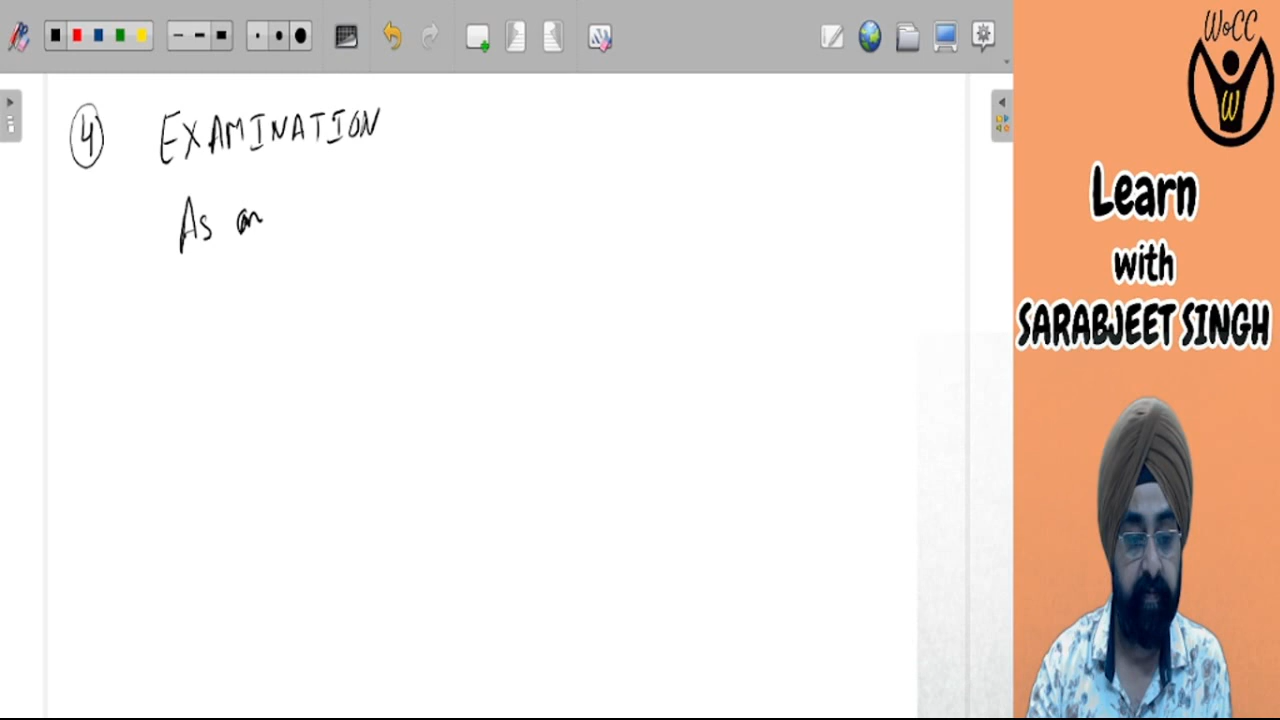 4 EXAMINATION
As an
WoCC
W
Learn
with
SARABJEET SINGH